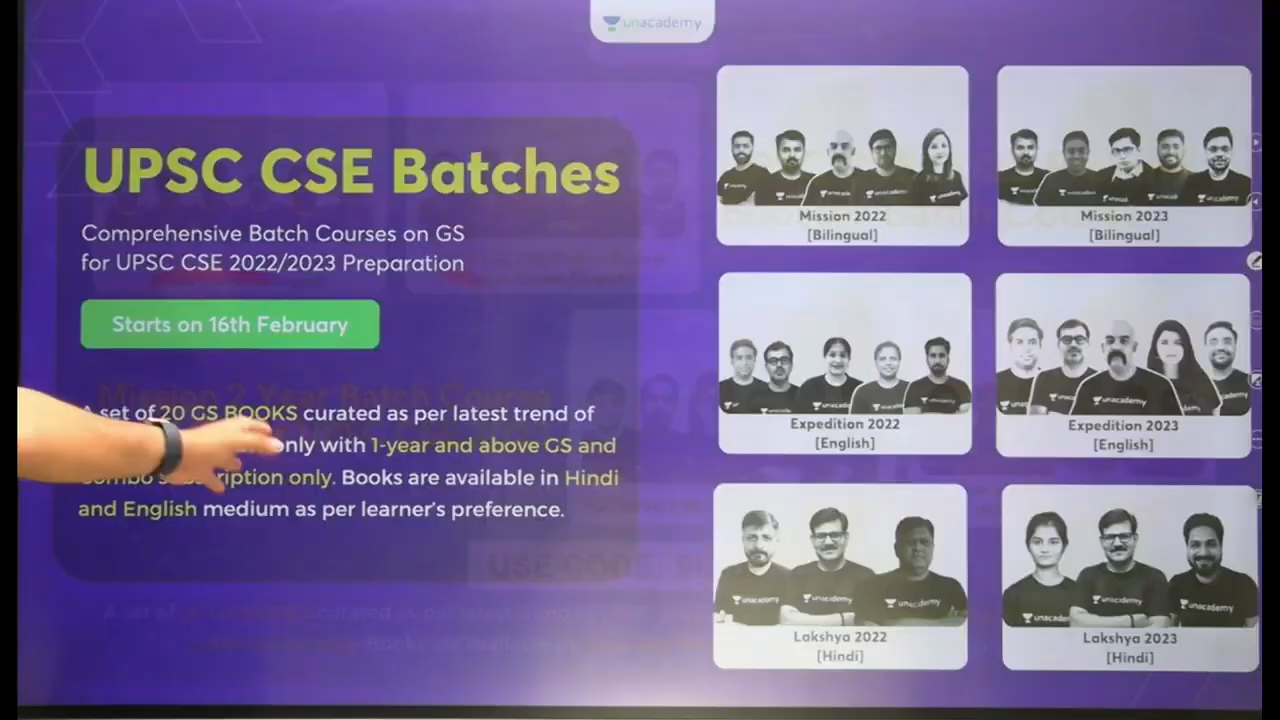 unacademy
UPSC CSE Batches
Comprehensive Batch Courses on GS
for UPSC CSE 2022/2023 Preparation
Starts on 16th February
A set of 20 GS BOOKS curated as per latest trend of
only with 1-year and above GS and
combo subscription only. Books are available in Hindi
and English medium as per learner's preference.
Mission 2022
[Bilingual]
Mission 2023
[Bilingual]
Expedition 2022
[English]
Expedition 2023
[English]
Lakshya 2022
[Hindi]
Lakshya 2023
[Hindi]